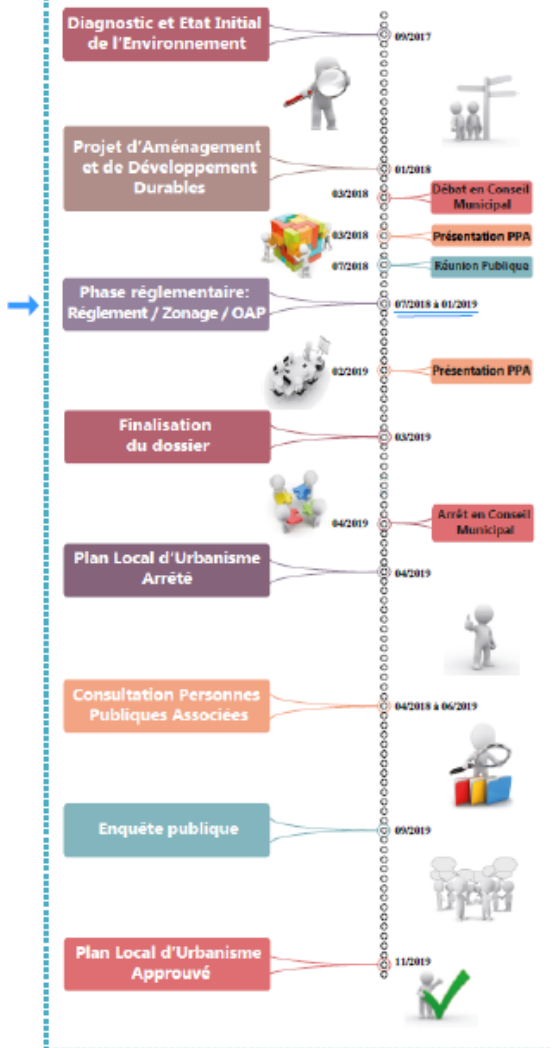 Diagnostic et Etat Initial
de l'Environnement
09/2017
Projet d'Aménagement
et de Développement
Durables
01/2018
03/2018
Débat en Conseil
Municipal
03/2018
Présentation PPA
07/2018
Réunion Publique
Phase réglementaire:
Réglement / Zonage / OAP
07/2018 à 01/2019
02/2019
Présentation PPA
Finalisation
du dossier
03/2019
04/2019
Arrêt en Conseil
Municipal
Plan Local d'Urbanisme
Arrêté
04/2019
Consultation Personnes
Publiques Associées
04/2018 à 06/2019
Enquête publique
09/2019
Plan Local d'Urbanisme
Approuvé
11/2019